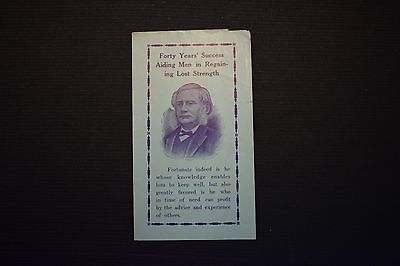 Forty Years' Success
Aiding Men in Regain-
ing Lost Strength
Fortunate indeed is he
whose knowledge enables
him to keep well, but also
greatly favored is he who
in time of need can profit
by the advice and experience
of others.